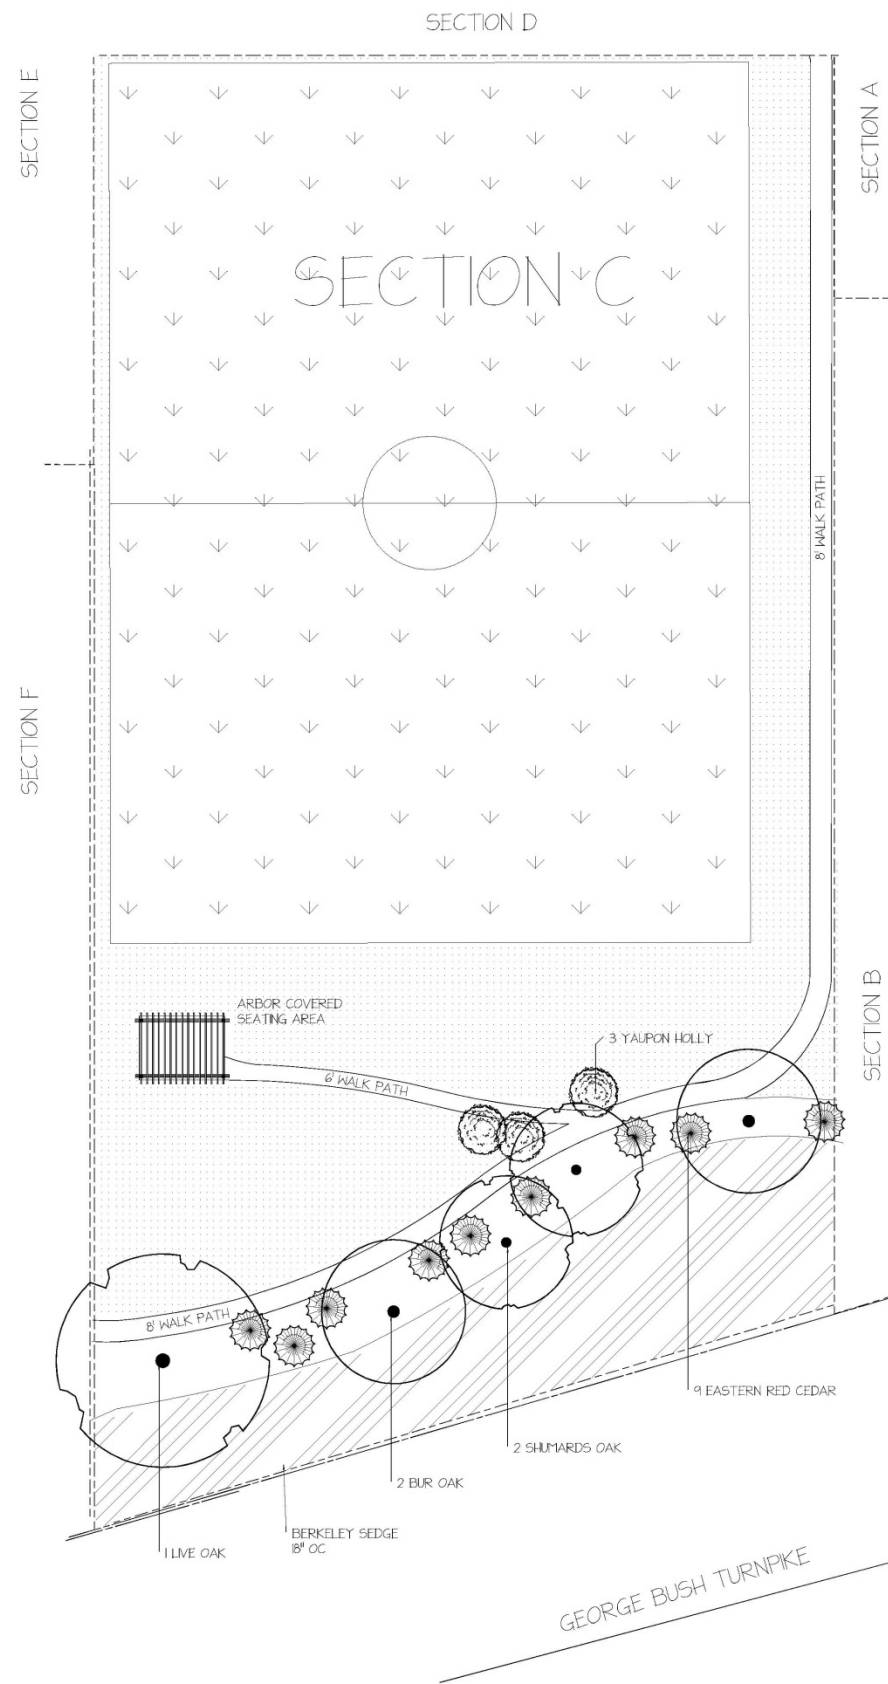 SECTION D
SECTION E
SECTION A
SECTION C
8' WALK PATH
SECTION F
SECTION B
ARBOR COVERED
SEATING AREA
3 YAUPON HOLLY
6' WALK PATH
8' WALK PATH
9 EASTERN RED CEDAR
2 SHUMARDS OAK
2 BUR OAK
BERKELEY SEDGE
18" OC
1 LIVE OAK
GEORGE BUSH TURNPIKE